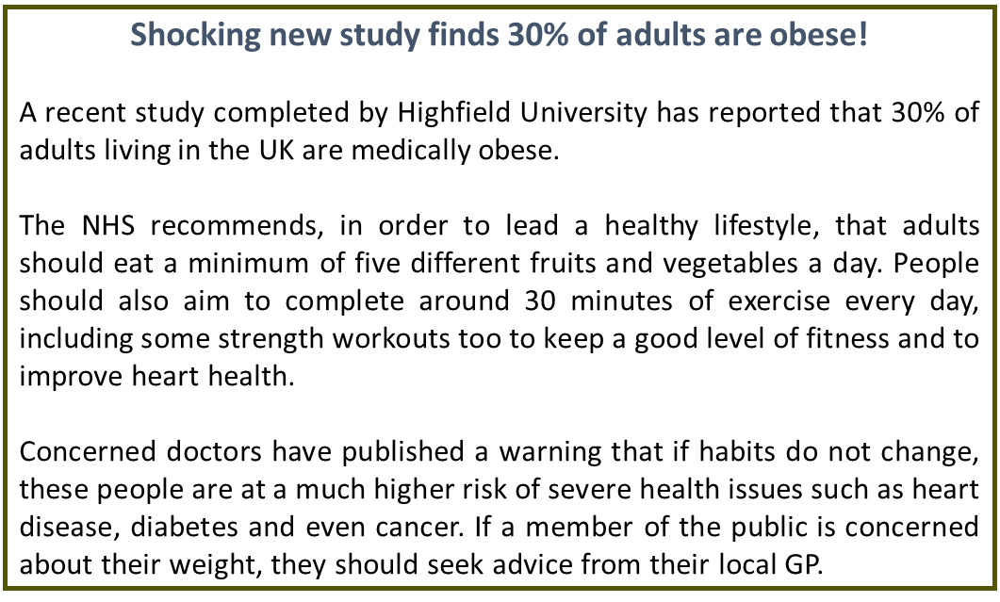 Shocking new study finds 30% of adults are obese!
A recent study completed by Highfield University has reported that 30% of
adults living in the UK are medically obese.
The NHS recommends, in order to lead a healthy lifestyle, that adults
should eat a minimum of five different fruits and vegetables a day. People
should also aim to complete around 30 minutes of exercise every day,
including some strength workouts too to keep a good level of fitness and to
improve heart health.
Concerned doctors have published a warning that if habits do not change,
these people are at a much higher risk of severe health issues such as heart
disease, diabetes and even cancer. If a member of the public is concerned
about their weight, they should seek advice from their local GP.